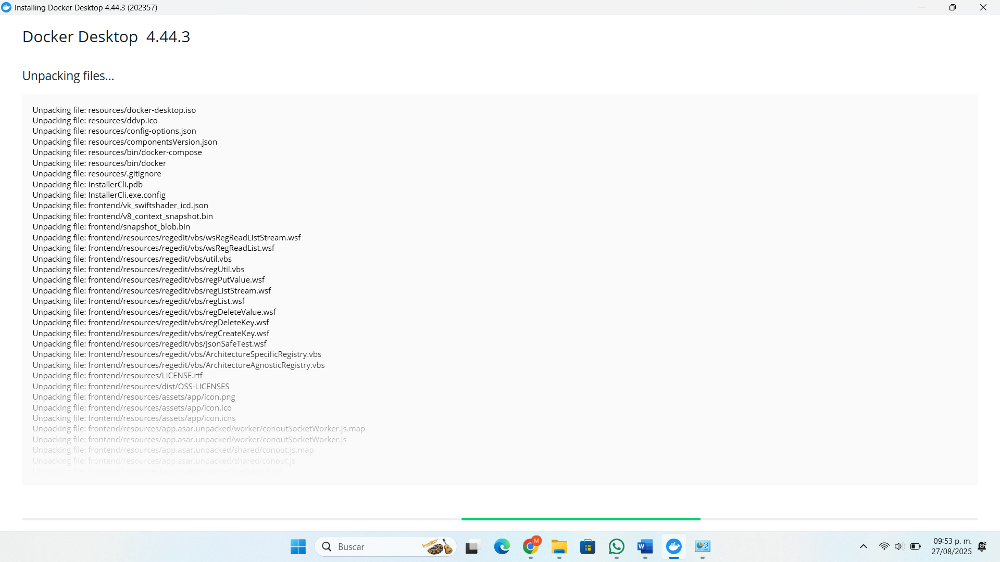 Installing Docker Desktop 4.44.3 (202357)
Docker Desktop 4.44.3
Unpacking files...
Unpacking file: resources/docker-desktop.iso
Unpacking file: resources/ddvp.ico
Unpacking file: resources/config-options.json
Unpacking file: resources/componentsVersion.json
Unpacking file: resources/bin/docker-compose
Unpacking file: resources/bin/docker
Unpacking file: resources/.gitignore
Unpacking file: InstallerCli.pdb
Unpacking file: InstallerCli.exe.config
Unpacking file: frontend/vk_swiftshader_icd.json
Unpacking file: frontend/v8_context_snapshot.bin
Unpacking file: frontend/snapshot_blob.bin
Unpacking file: frontend/resources/regedit/vbs/wsRegReadListStream.wsf
Unpacking file: frontend/resources/regedit/vbs/wsRegReadList.wsf
Unpacking file: frontend/resources/regedit/vbs/util.vbs
Unpacking file: frontend/resources/regedit/vbs/regUtil.vbs
Unpacking file: frontend/resources/regedit/vbs/regPutValue.wsf
Unpacking file: frontend/resources/regedit/vbs/regListStream.wsf
Unpacking file: frontend/resources/regedit/vbs/regList.wsf
Unpacking file: frontend/resources/regedit/vbs/regDeleteValue.wsf
Unpacking file: frontend/resources/regedit/vbs/regDeleteKey.wsf
Unpacking file: frontend/resources/regedit/vbs/regCreateKey.wsf
Unpacking file: frontend/resources/regedit/vbs/JsonSafeTest.wsf
Unpacking file: frontend/resources/regedit/vbs/ArchitectureSpecificRegistry.vbs
Unpacking file: frontend/resources/regedit/vbs/ArchitectureAgnosticRegistry.vbs
Unpacking file: frontend/resources/LICENSE.rtf
Unpacking file: frontend/resources/dist/OSS-LICENSES
Unpacking file: frontend/resources/assets/app/icon.png
Unpacking file: frontend/resources/assets/app/icon.ico
Unpacking file: frontend/resources/assets/app/icon.icns
Unpacking file: frontend/resources/app.asar.unpacked/worker/conoutSocketWorker.js.map
Unpacking file: frontend/resources/app.asar.unpacked/worker/conoutSocketWorker.js
Unpacking file: frontend/resources/app.asar.unpacked/shared/conout.js.map
Unpacking file: frontend/resources/app.asar.unpacked/shared/conout.js
Unpacking file: frontend/resources/app.asar.unpacked/package.json
Buscar
M
W
09:53 p. m.
27/08/2025